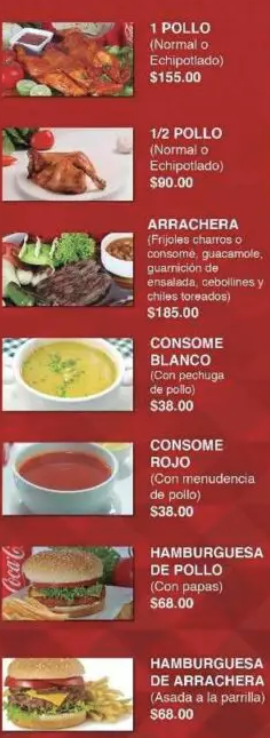 1 POLLO
(Normal o
Echipotlado)
$155.00
1/2 POLLO
(Normal o
Echipotlado)
$90.00
ARRACHERA
(Frijoles charros o
consomé, guacamole,
guarnición de
ensalada, cebollines y
chiles toreados)
$185.00
CONSOME
BLANCO
(Con pechuga
de pollo)
$38.00
CONSOME
ROJO
(Con menudencia
de pollo)
$38.00
Coca-C
HAMBURGUESA
DE POLLO
(Con papas)
$68.00
HAMBURGUESA
DE ARRACHERA
(Asada a la parrilla)
$68.00